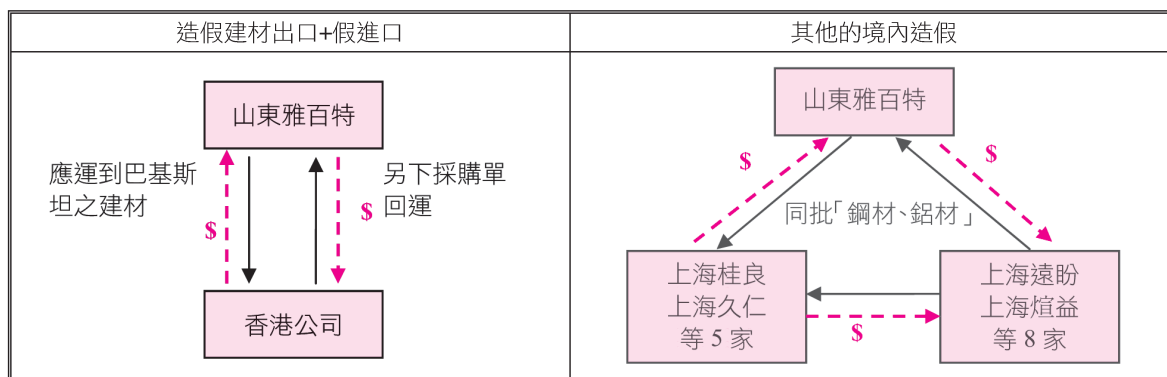 造假建材出口+假進口
其他的境內造假
山東雅百特
應運到巴基斯
坦之建材
$
$
另下採購單
回運
香港公司
山東雅百特
$
$
同批「鋼材、鋁材」
上海桂良
上海久仁
等 5 家
$
上海遠盼
上海煊益
等 8 家